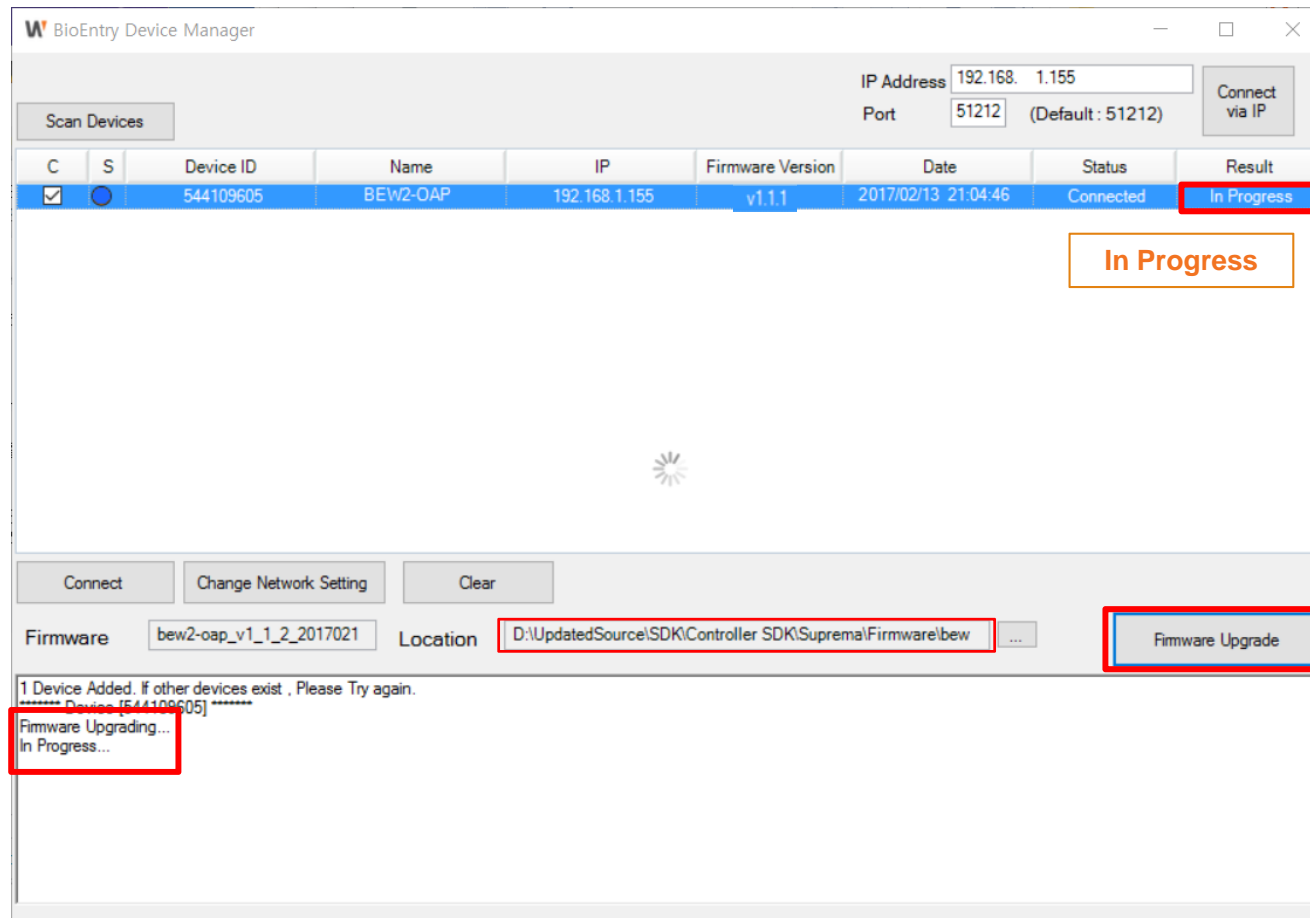 BioEntry Device Manager
IP Address 192.168. 1.155
Connect via IP
Scan Devices
Port 51212 (Default : 51212)
C S Device ID Name IP Firmware Version Date Status Result
544109605 BEW2-OAP 192.168.1.155 v1.1.1 2017/02/13 21:04:46 Connected In Progress
In Progress
Connect Change Network Setting Clear
Firmware bew2-oap_v1_1_2_2017021 Location D:\UpdatedSource\SDK\Controller SDK\Suprema\Firmware\bew ... Firmware Upgrade
1 Device Added. If other devices exist , Please Try again.
******* Device [544109605] *******
Firmware Upgrading...
In Progress...